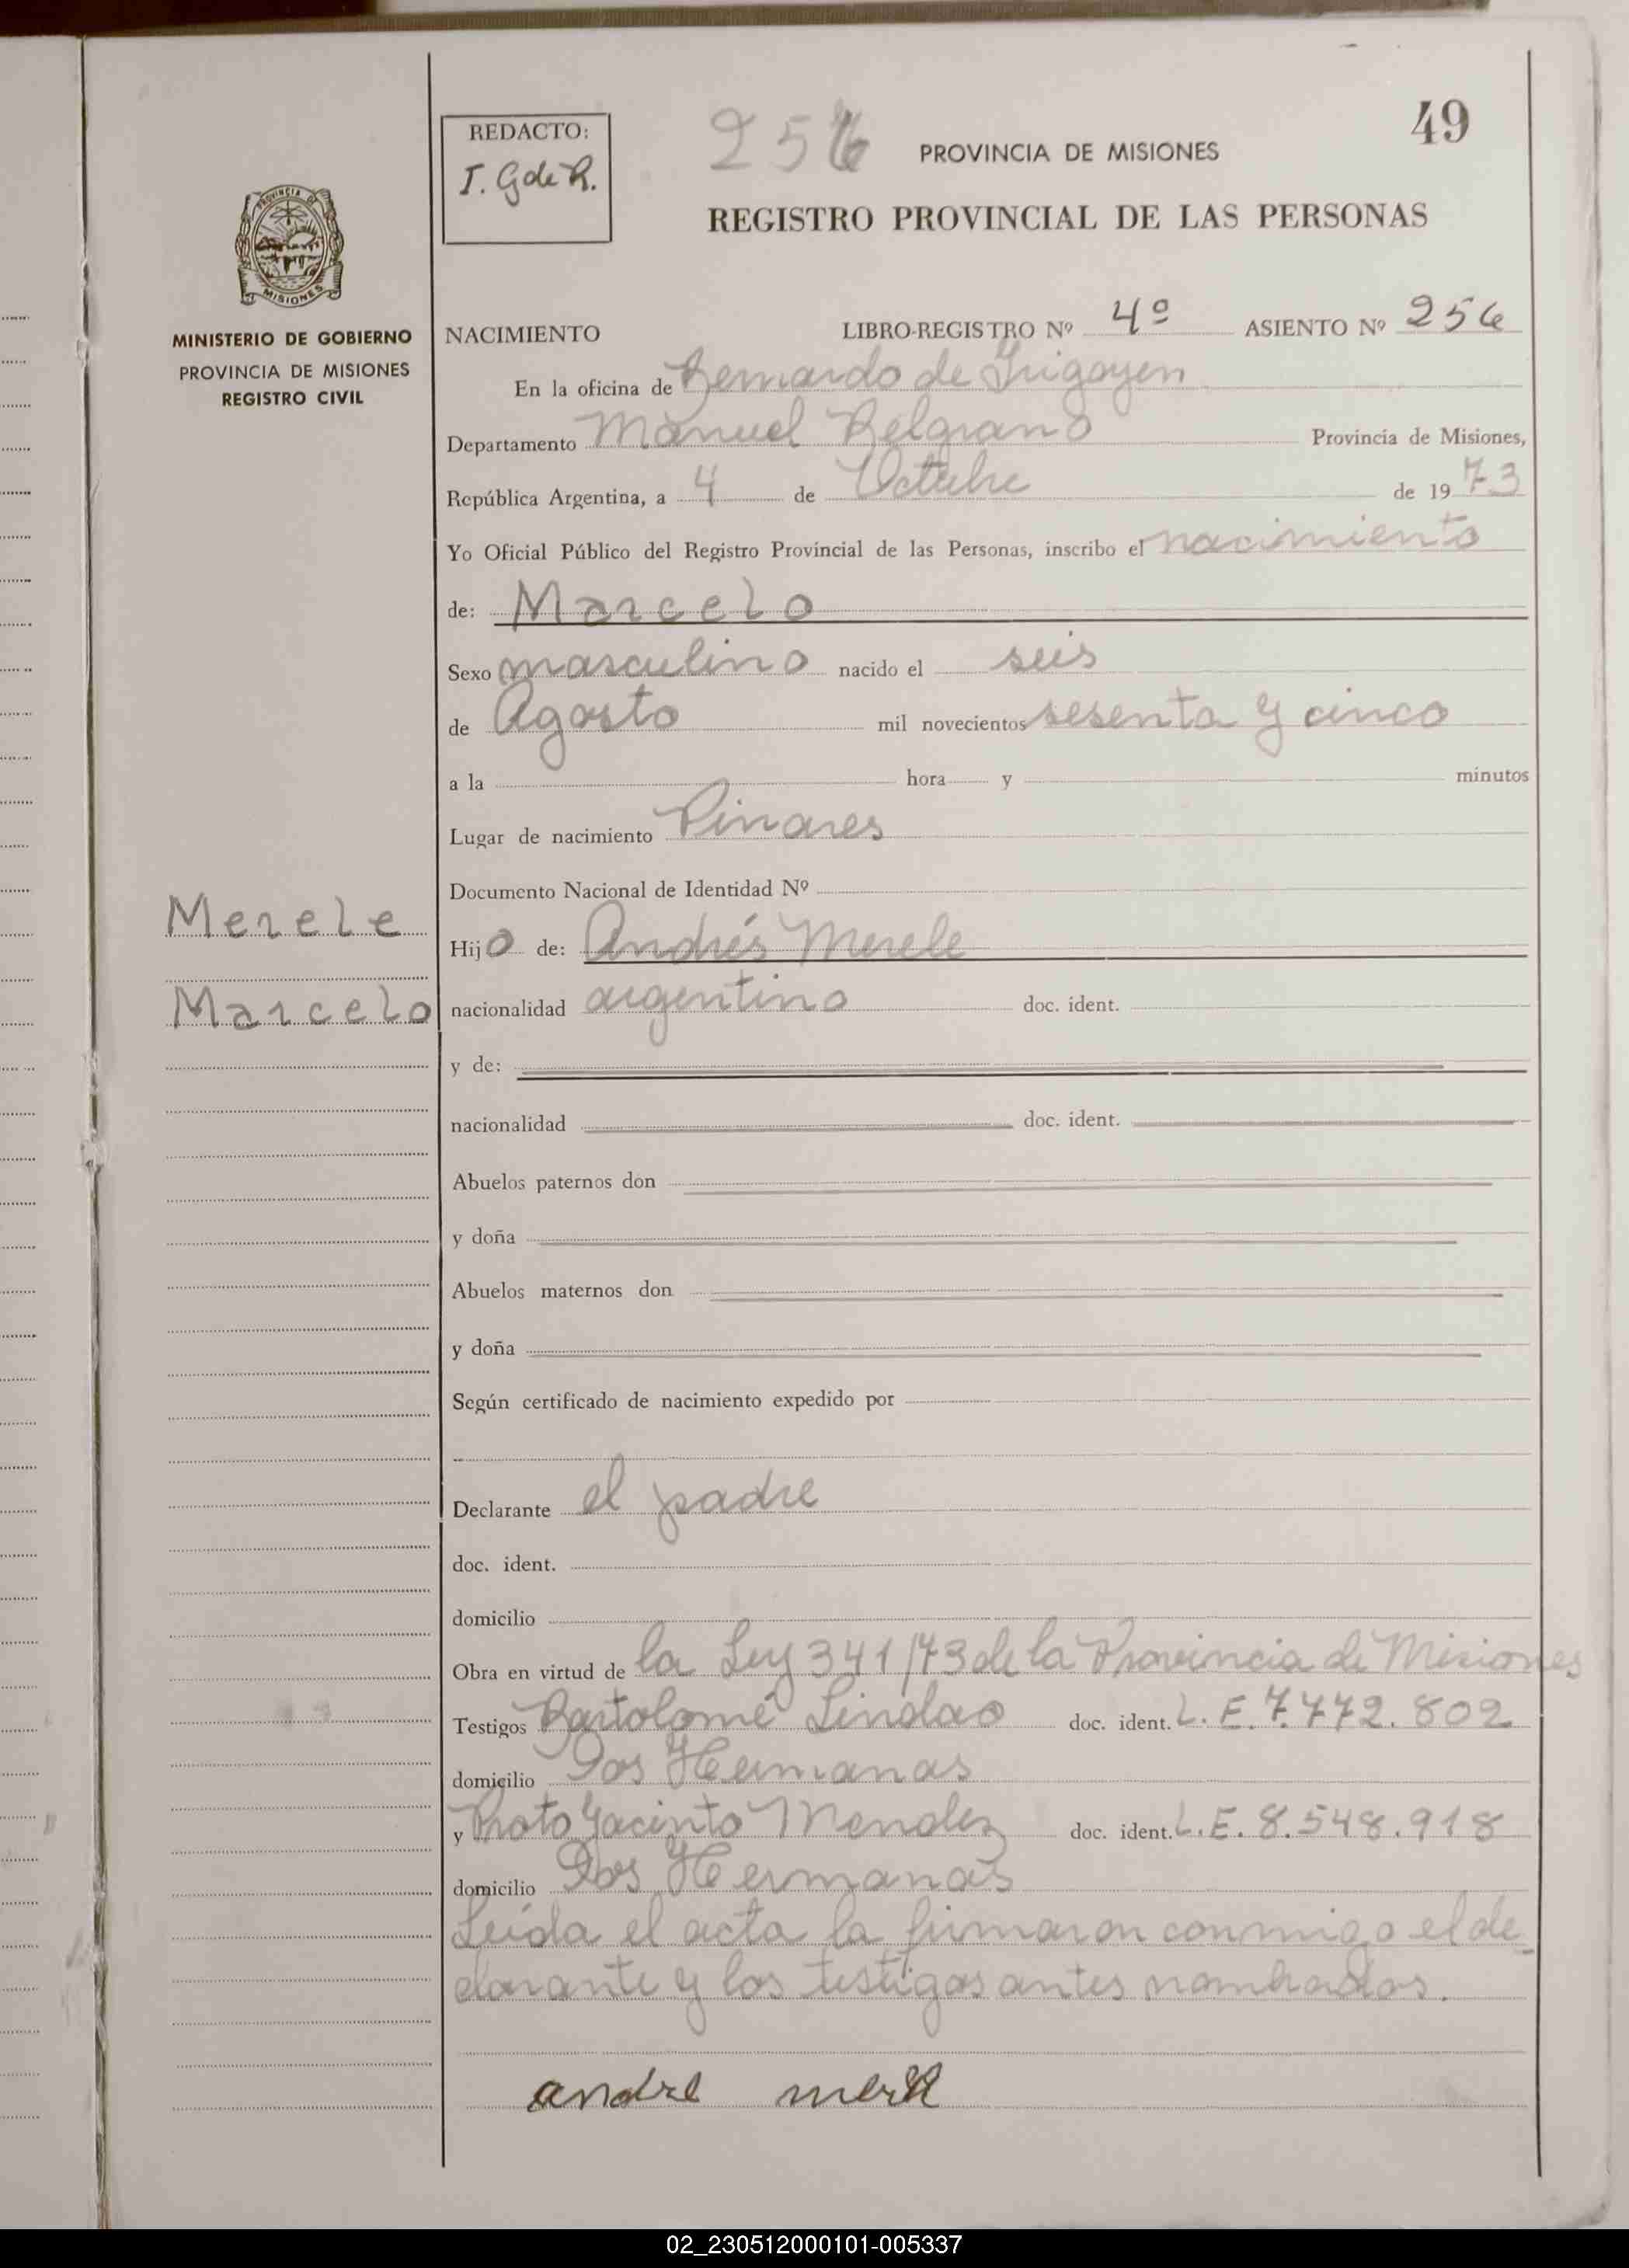 49
REDACTO:
I. G de R.
256
PROVINCIA DE MISIONES
REGISTRO PROVINCIAL DE LAS PERSONAS
PROVINCIA DE
MISIONES
MINISTERIO DE GOBIERNO
PROVINCIA DE MISIONES
REGISTRO CIVIL
NACIMIENTO LIBRO-REGISTRO Nº 4º ASIENTO Nº 256
En la oficina de Bernardo de Irigoyen
Departamento Manuel Belgrano Provincia de Misiones,
República Argentina, a 4 de Octubre de 1973
Yo Oficial Público del Registro Provincial de las Personas, inscribo el nacimiento
de: Marcelo
Sexo masculino nacido el seis
de Agosto mil novecientos sesenta y cinco
a la hora y minutos
Lugar de nacimiento Pinares
Documento Nacional de Identidad Nº
Merele
Hijo de: Andrés Merele
Marcelo
nacionalidad argentino doc. ident.
y de:
nacionalidad doc. ident.
Abuelos paternos don
y doña
Abuelos maternos don
y doña
Según certificado de nacimiento expedido por
Declarante el padre
doc. ident.
domicilio
Obra en virtud de la Ley 341/73 de la Provincia de Misiones
Testigos Bartolomé Lindao doc. ident. L. E. 7.472.802
domicilio Dos Hermanas
y Proto Jacinto Mendez doc. ident. L. E. 8.548.918
domicilio Dos Hermanas
Leída el acta la firmaron conmigo el de-
clarante y los testigos antes nombrados.
andre
02_230512000101-005337